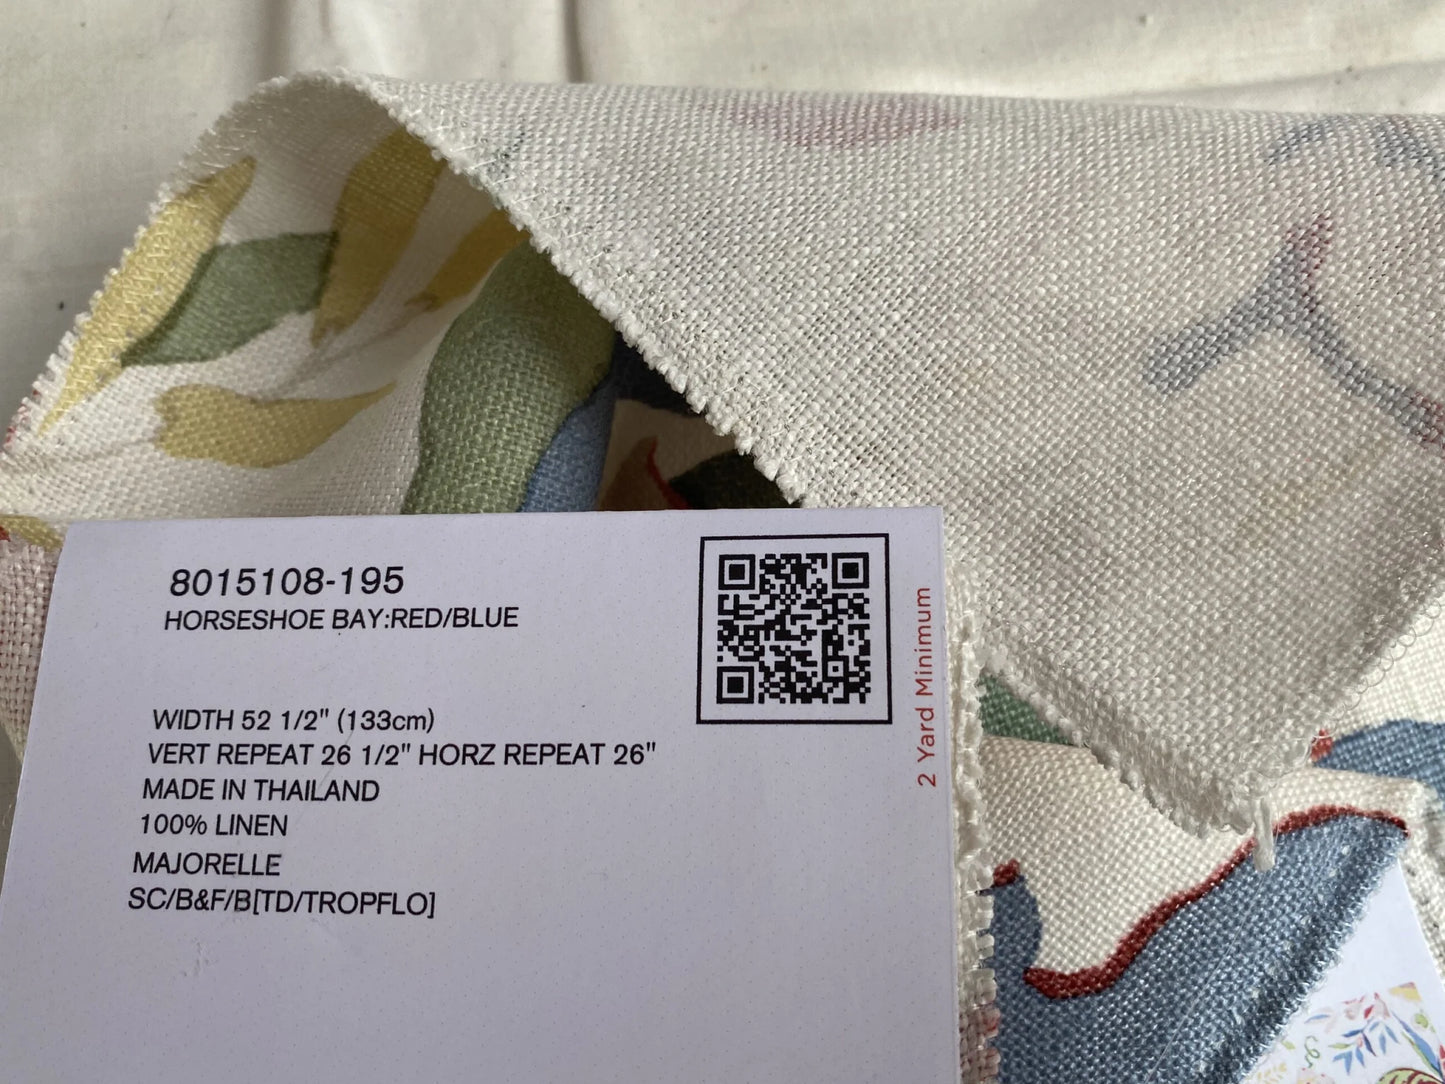 8015108-195
HORSESHOE BAY:RED/BLUE
WIDTH 52 1/2" (133cm)
VERT REPEAT 26 1/2" HORZ REPEAT 26"
MADE IN THAILAND
100% LINEN
MAJORELLE
SC/B&F/B[TD/TROPFLO]
2 Yard Minimum